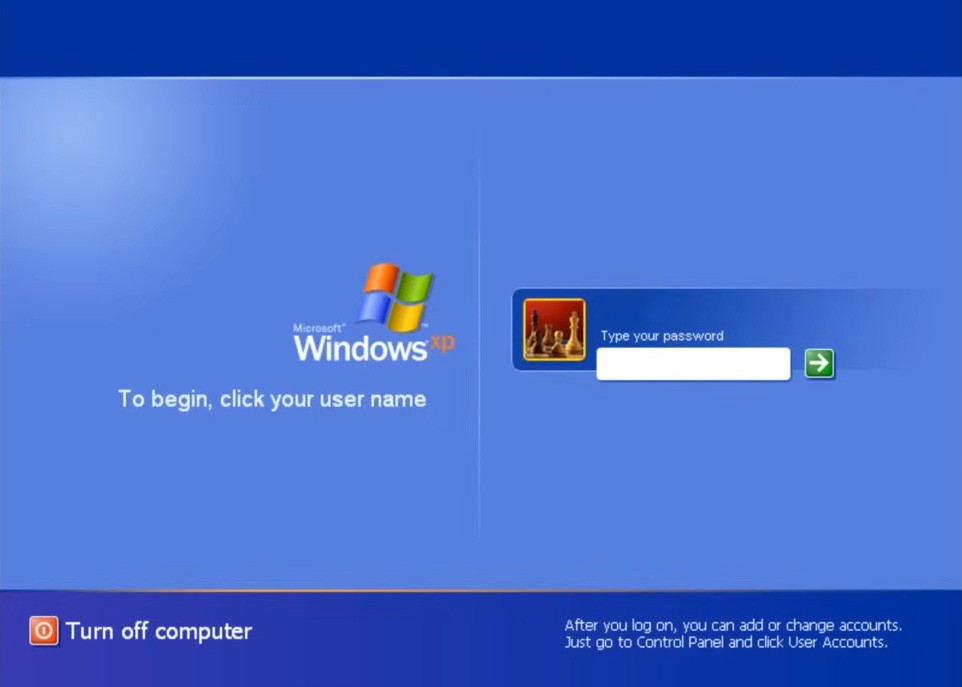 Microsoft®
Windows xp™
To begin, click your user name
Type your password
Turn off computer
After you log on, you can add or change accounts.
Just go to Control Panel and click User Accounts.